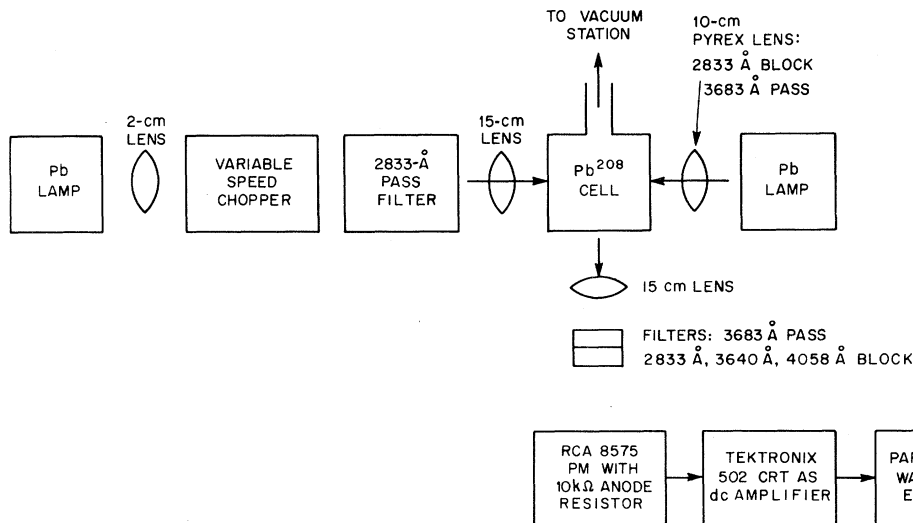 TO VACUUM
STATION
10-cm
PYREX LENS:
2833 Å BLOCK
3683 Å PASS
2-cm
LENS
15-cm
LENS
Pb
LAMP
VARIABLE
SPEED
CHOPPER
2833-Å
PASS
FILTER
Pb²⁰⁸
CELL
Pb
LAMP
15 cm LENS
FILTERS: 3683 Å PASS
2833 Å, 3640 Å, 4058 Å BLOCK
RCA 8575
PM WITH
10kΩ ANODE
RESISTOR
TEKTRONIX
502 CRT AS
dc AMPLIFIER